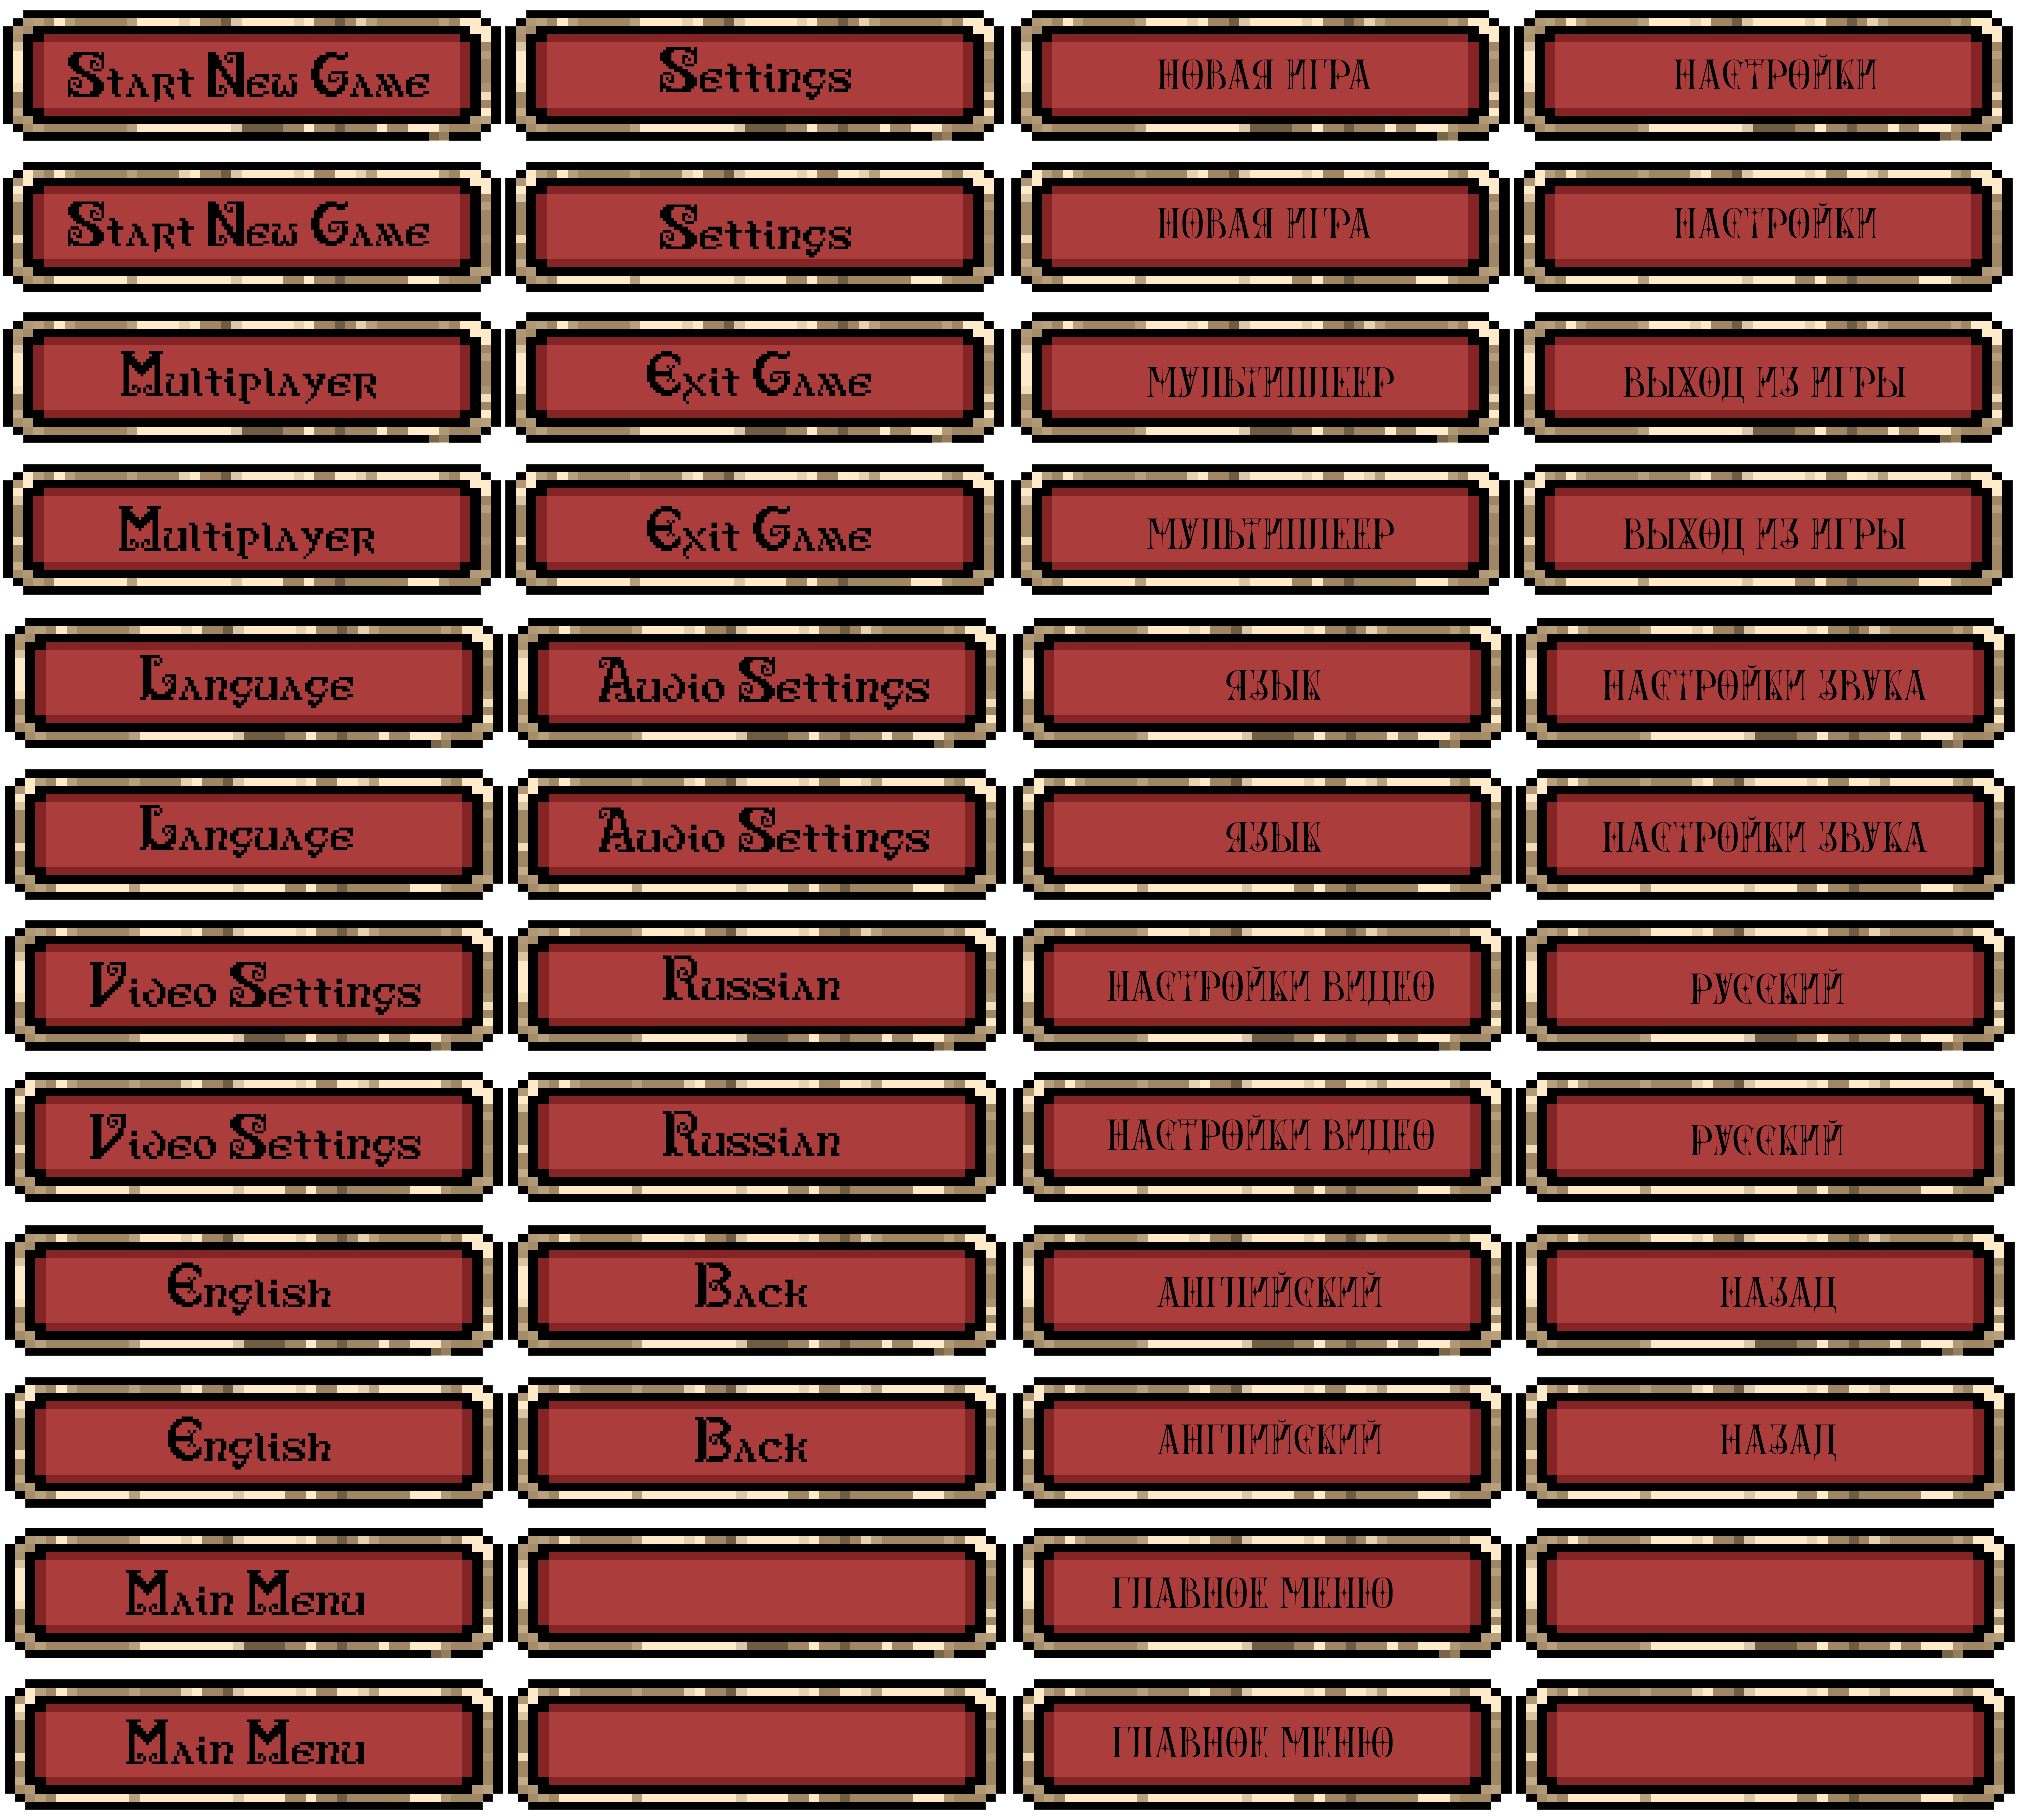 Start New Game
Settings
НОВАЯ ИГРА
НАСТРОЙКИ
Start New Game
Settings
НОВАЯ ИГРА
НАСТРОЙКИ
Multiplayer
Exit Game
МУЛЬТИПЛЕЕР
ВЫХОД ИЗ ИГРЫ
Multiplayer
Exit Game
МУЛЬТИПЛЕЕР
ВЫХОД ИЗ ИГРЫ
Language
Audio Settings
ЯЗЫК
НАСТРОЙКИ ЗВУКА
Language
Audio Settings
ЯЗЫК
НАСТРОЙКИ ЗВУКА
Video Settings
Russian
НАСТРОЙКИ ВИДЕО
РУССКИЙ
Video Settings
Russian
НАСТРОЙКИ ВИДЕО
РУССКИЙ
English
Back
АНГЛИЙСКИЙ
НАЗАД
English
Back
АНГЛИЙСКИЙ
НАЗАД
Main Menu
ГЛАВНОЕ МЕНЮ
Main Menu
ГЛАВНОЕ МЕНЮ